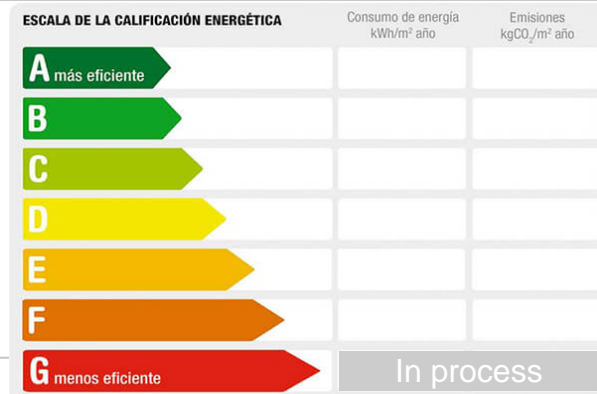 ESCALA DE LA CALIFICACIÓN ENERGÉTICA
Consumo de energía
kWh/m² año
Emisiones
kgCO₂/m² año
A más eficiente
B
C
D
E
F
G menos eficiente
In process